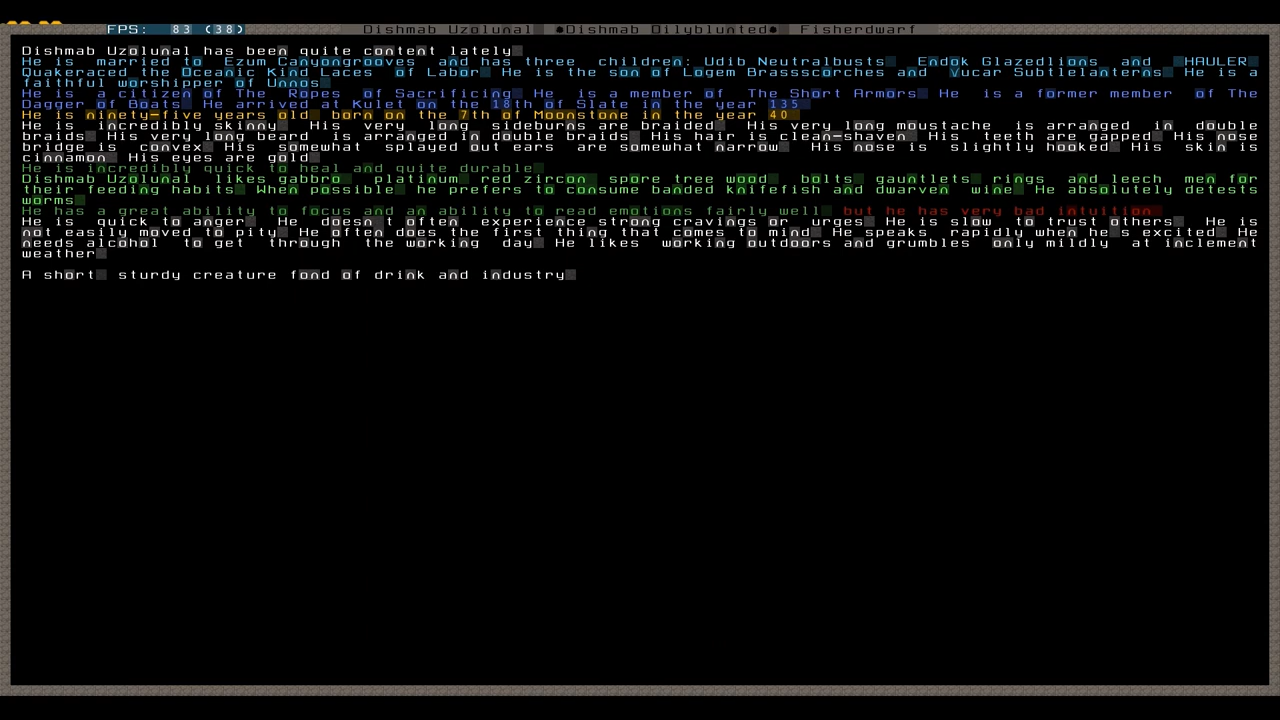 FPS: 83 (38) Dishmab Uzolunal "Dishmab Oilyblunted" Fisherdwarf
Dishmab Uzolunal has been quite content lately.
He is married to Ezum Canyongrooves and has three children: Udib Neutralbusts, Endok Glazedlions and HAULER
Quakeraced the Oceanic Kind Laces of Labor. He is the son of Logem Brassscorches and Vucar Subtlelanterns. He is a
faithful worshipper of Unnos.
He is a citizen of The Ropes of Sacrificing. He is a member of The Short Armors. He is a former member of The
Dagger of Boats. He arrived at Kulet on the 18th of Slate in the year 135.
He is ninety-five years old, born on the 7th of Moonstone in the year 40.
He is incredibly skinny. His very long sideburns are braided. His very long moustache is arranged in double
braids. His very long beard is arranged in double braids. His hair is clean-shaven. His teeth are gapped. His nose
bridge is convex. His somewhat splayed out ears are somewhat narrow. His nose is slightly hooked. His skin is
cinnamon. His eyes are gold.
He is incredibly quick to heal and quite durable.
Dishmab Uzolunal likes gabbro, platinum, red zircon, spore tree wood, bolts, gauntlets, rings and leech men for
their feeding habits. When possible, he prefers to consume banded knifefish and dwarven wine. He absolutely detests
worms.
He has a great ability to focus and an ability to read emotions fairly well, but he has very bad intuition.
He is quick to anger. He doesn't often experience strong cravings or urges. He is slow to trust others. He is
not easily moved to pity. He often does the first thing that comes to mind. He speaks rapidly when he's excited. He
needs alcohol to get through the working day. He likes working outdoors and grumbles only mildly at inclement
weather.
A short, sturdy creature fond of drink and industry.